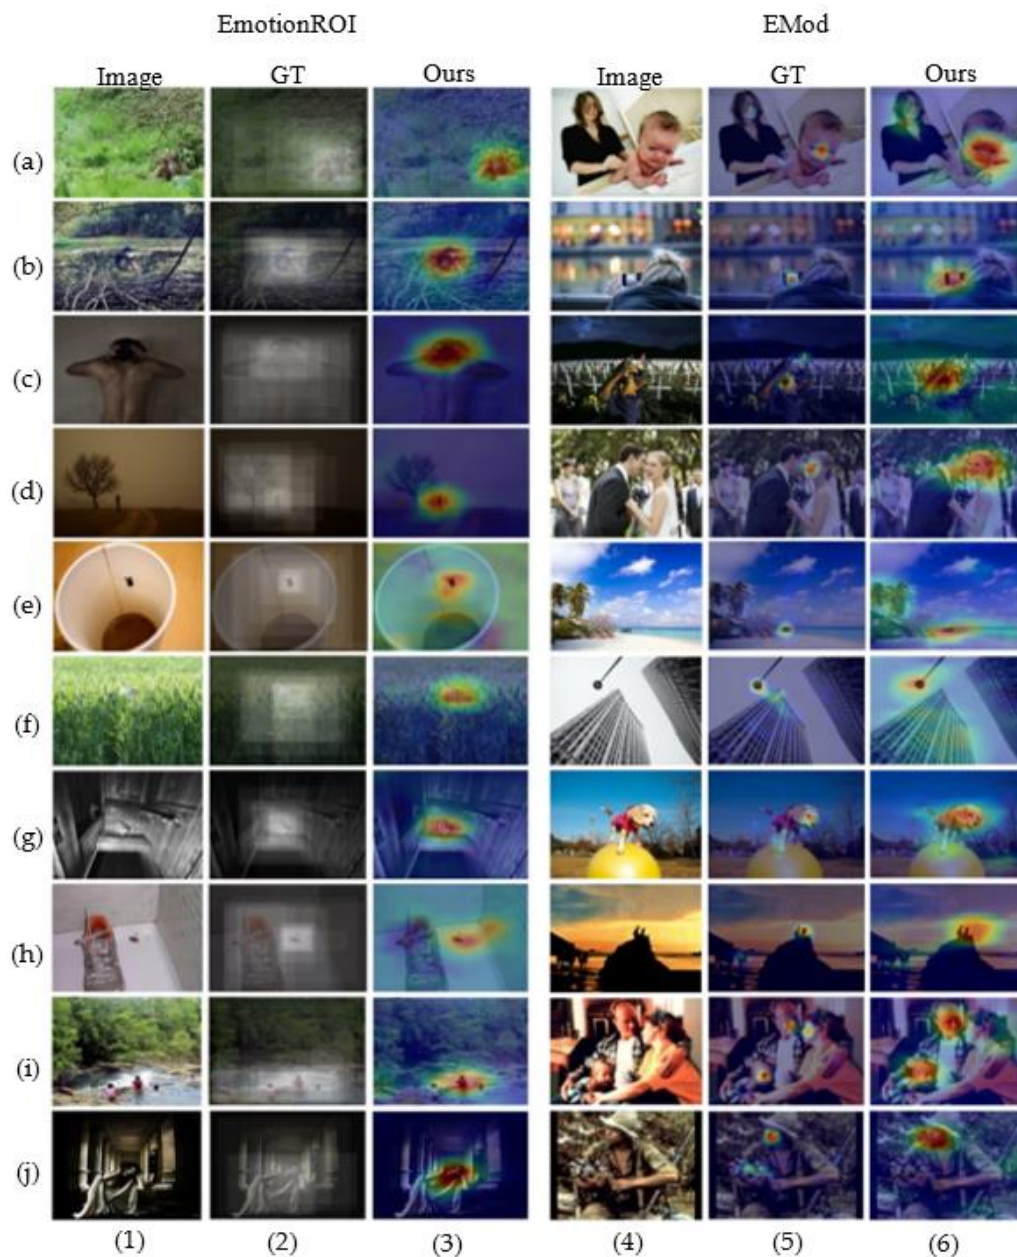 EmotionROI EMod
Image GT Ours Image GT Ours
(a)
(b)
(c)
(d)
(e)
(f)
(g)
(h)
(i)
(j)
(1) (2) (3) (4) (5) (6)